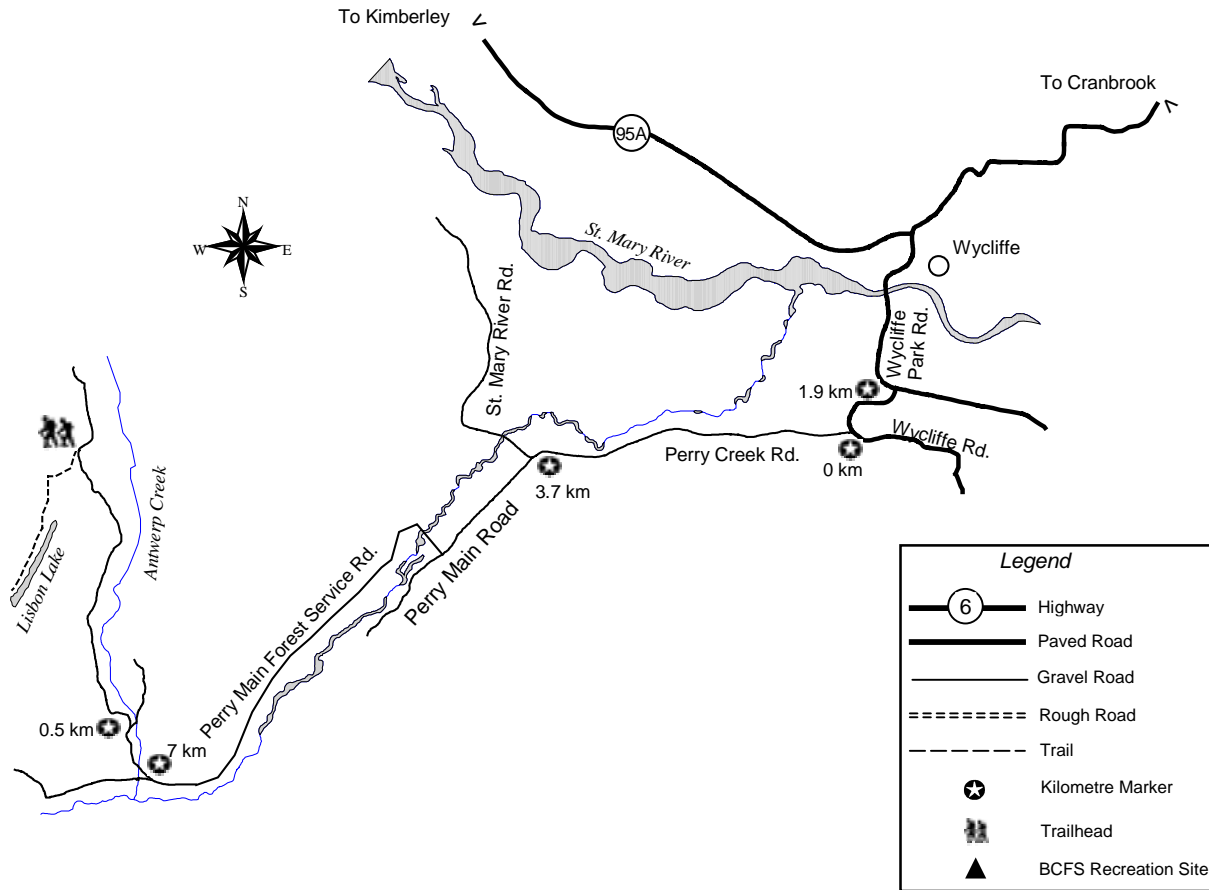 To Kimberley
To Cranbrook
95A
N
W
E
S
St. Mary River
Wycliffe
St. Mary River Rd.
Wycliffe
Park Rd.
1.9 km
Wycliffe Rd.
Perry Creek Rd.
0 km
3.7 km
Antwerp Creek
Lisbon Lake
Perry Main Forest Service Rd.
Perry Main Road
0.5 km
7 km
Legend
6
Highway
Paved Road
Gravel Road
Rough Road
Trail
Kilometre Marker
Trailhead
BCFS Recreation Site